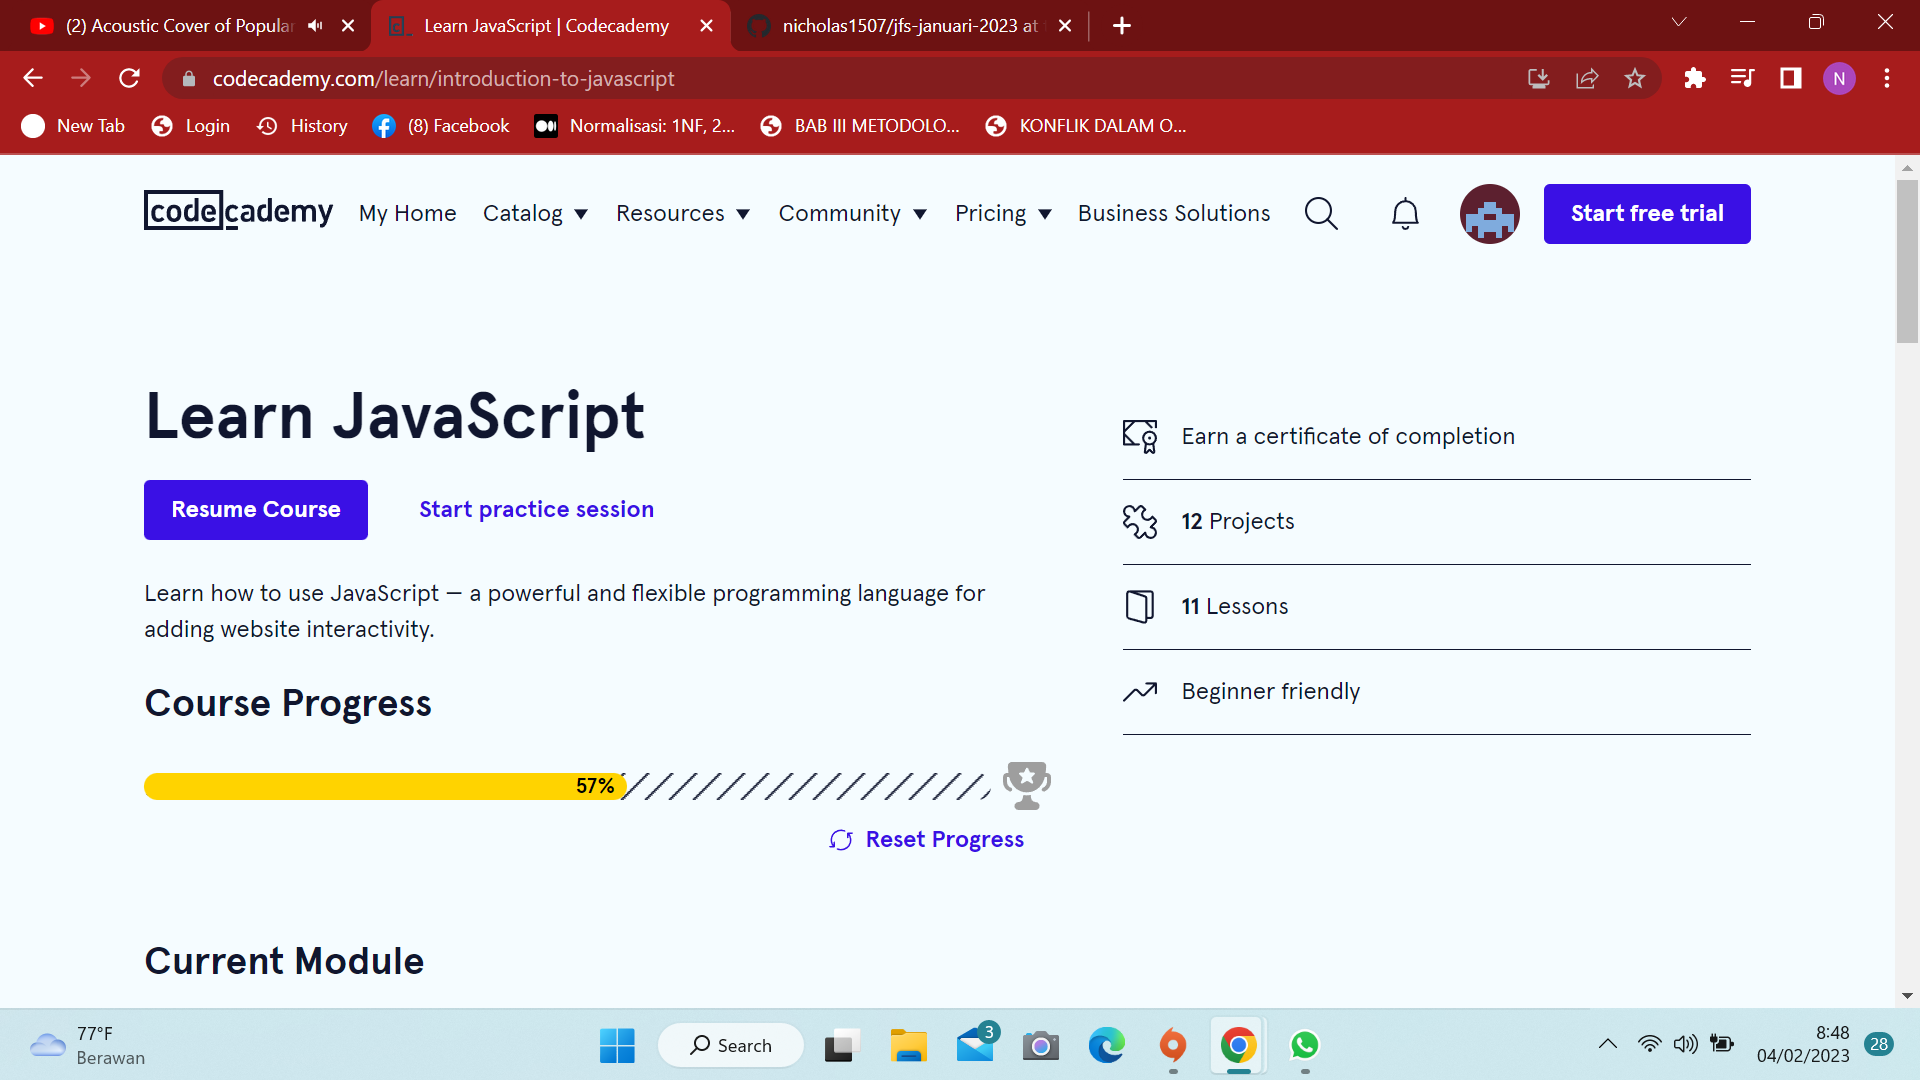 (2) Acoustic Cover of Popular
Learn JavaScript | Codecademy
nicholas1507/jfs-januari-2023 at
codecademy.com/learn/introduction-to-javascript
N
New Tab
Login
History
(8) Facebook
Normalisasi: 1NF, 2...
BAB III METODOLO...
KONFLIK DALAM O...
codecademy
My Home
Catalog
Resources
Community
Pricing
Business Solutions
Start free trial
Learn JavaScript
Resume Course
Start practice session
Learn how to use JavaScript — a powerful and flexible programming language for
adding website interactivity.
Course Progress
57%
Reset Progress
Earn a certificate of completion
12 Projects
11 Lessons
Beginner friendly
Current Module
77°F
Berawan
Search
3
8:48
04/02/2023
28